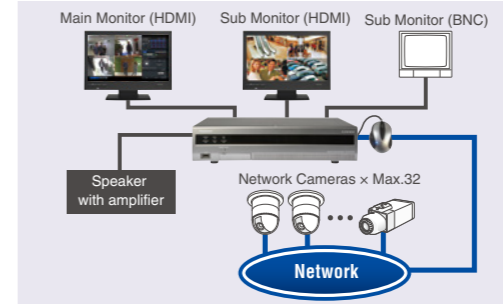 Main Monitor (HDMI)
Sub Monitor (HDMI)
Sub Monitor (BNC)
Speaker
with amplifier
Network Cameras × Max.32
Network